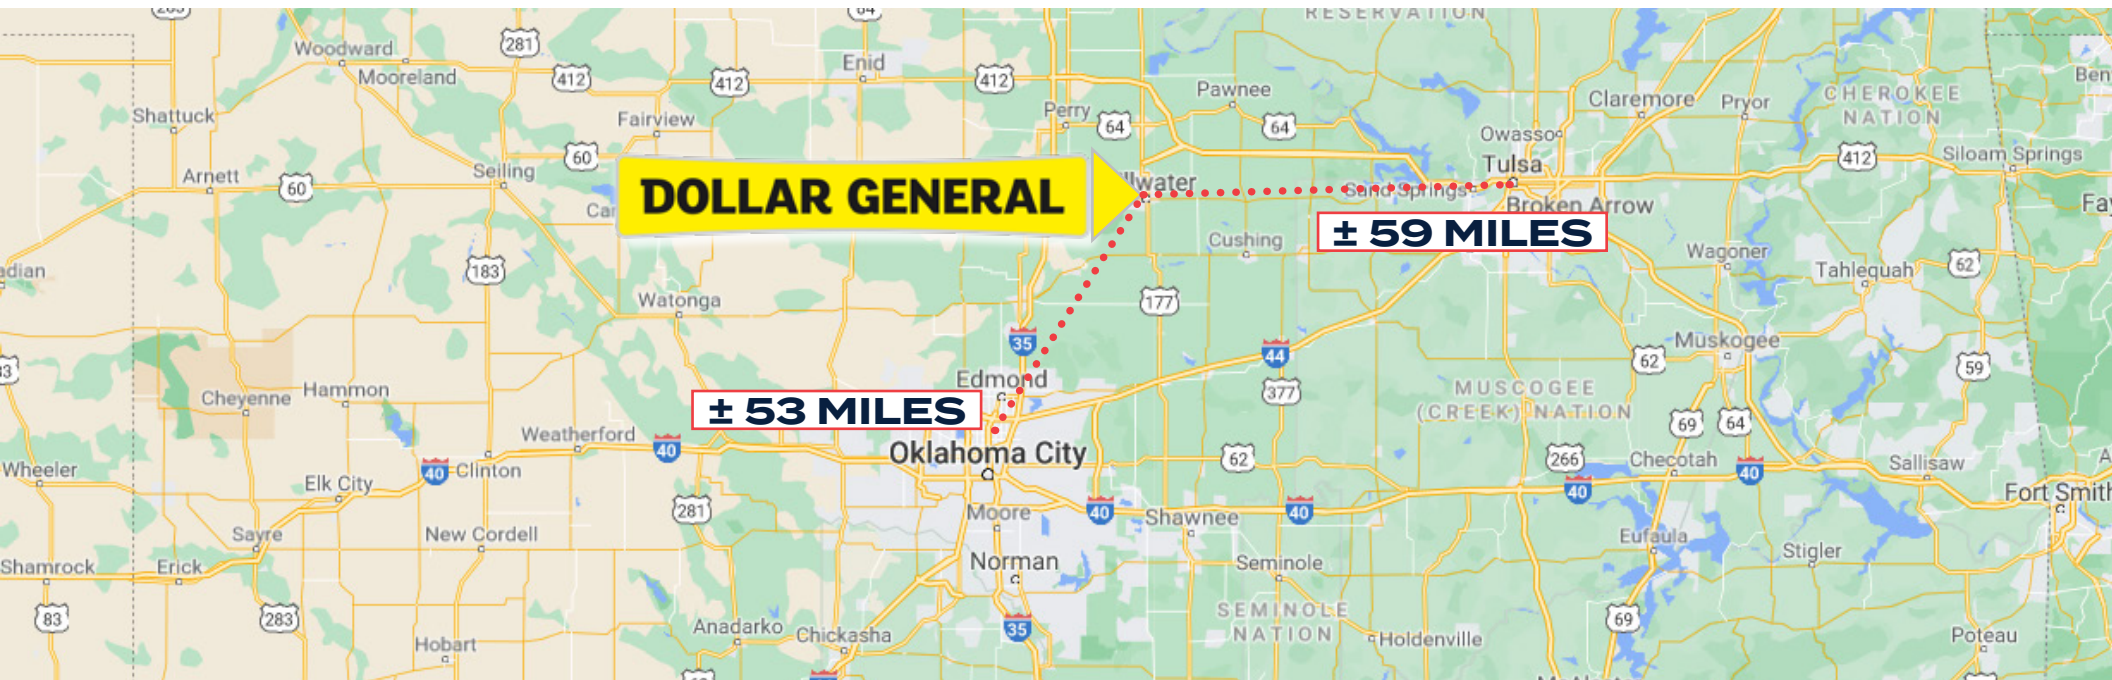 RESERVATION
64
Woodward
281
Mooreland
412
412
Enid
412
Pawnee
Perry
64
64
Claremore
Pryor
CHEROKEE
NATION
Shattuck
Fairview
Owasso
60
Tulsa
412
Siloam Springs
Arnett
60
Seiling
DOLLAR GENERAL
llwater
Sand Springs
Broken Arrow
± 59 MILES
Cushing
Wagoner
183
Tahlequah
62
Watonga
177
35
44
Muskogee
62
59
Edmond
377
MUSCOGEE
(CREEK) NATION
Cheyenne
Hammon
± 53 MILES
69
64
Weatherford
40
Oklahoma City
62
266
Checotah
40
Sallisaw
Wheeler
40
Clinton
Elk City
40
Fort Smith
281
Moore
40
Shawnee
40
Sayre
New Cordell
Eufaula
Stigler
Shamrock
Erick
Norman
Seminole
83
283
SEMINOLE
NATION
69
35
Anadarko
Chickasha
Holdenville
Poteau
Hobart